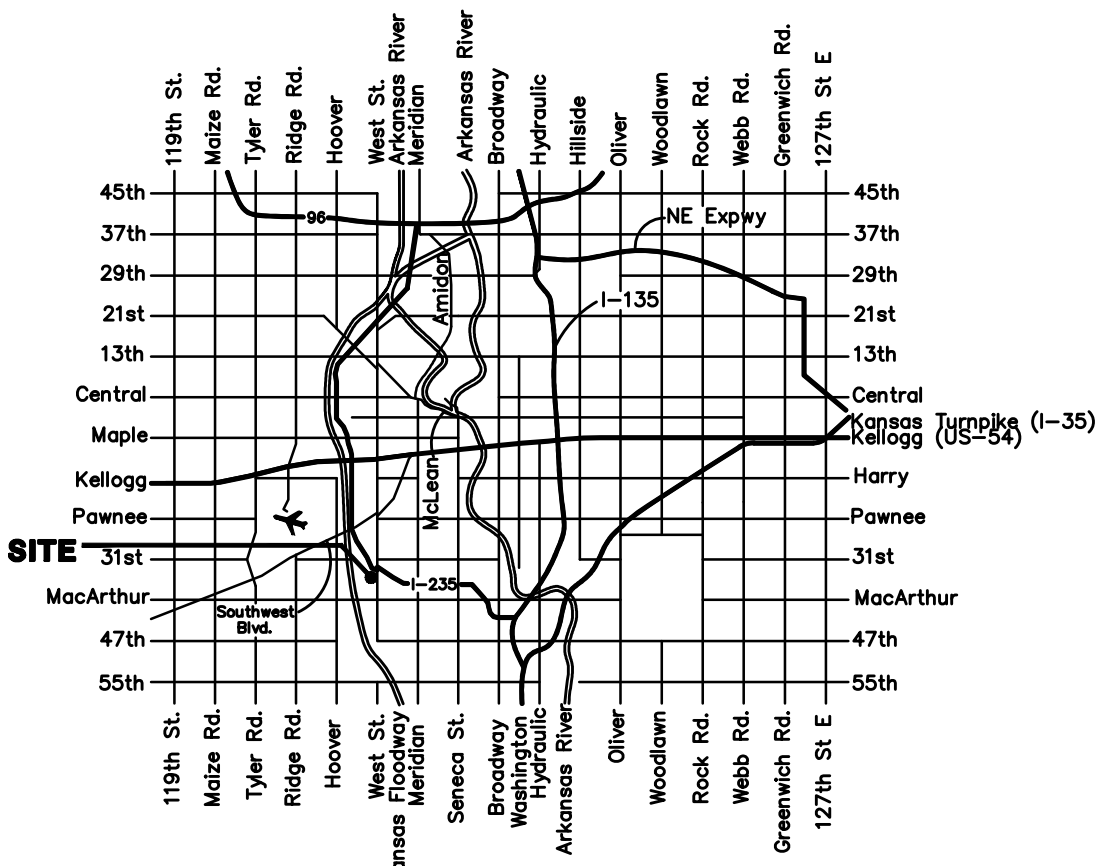 119th St.
Maize Rd.
Tyler Rd.
Ridge Rd.
Hoover
West St.
Arkansas River
Meridian
Arkansas River
Broadway
Hydraulic
Hillside
Oliver
Woodlawn
Rock Rd.
Webb Rd.
Greenwich Rd.
127th St E
45th
45th
96
NE Expwy
37th
37th
29th
29th
Amidon
I-135
21st
21st
13th
13th
Central
Central
Kansas Turnpike (I-35)
Maple
Kellogg (US-54)
Kellogg
Harry
McLean
Pawnee
Pawnee
SITE
31st
31st
I-235
MacArthur
MacArthur
Southwest
Blvd.
47th
47th
55th
55th
119th St.
Maize Rd.
Tyler Rd.
Ridge Rd.
Hoover
West St.
ansas Floodway
Meridian
Seneca St.
Broadway
Washington
Hydraulic
Arkansas River
Oliver
Woodlawn
Rock Rd.
Webb Rd.
Greenwich Rd.
127th St E